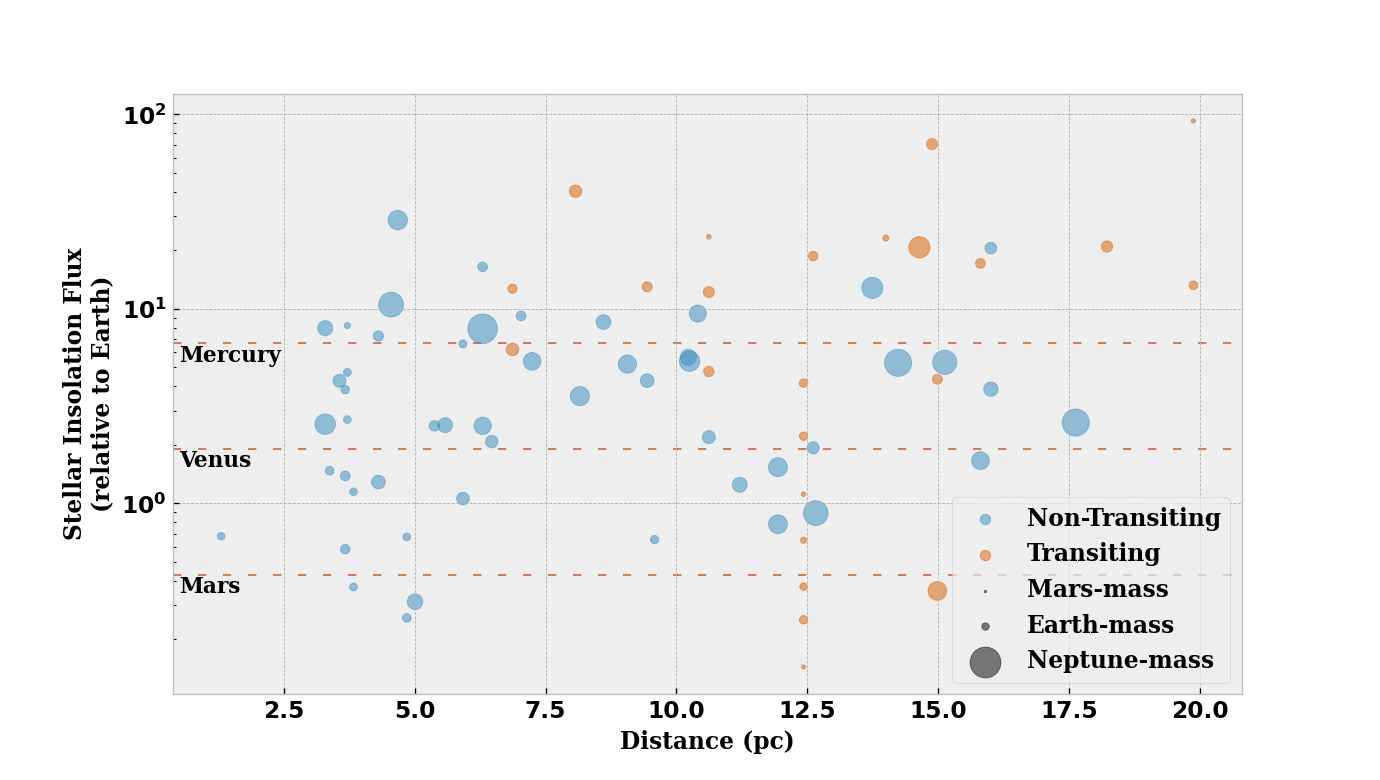 10²
10¹
10⁰
Stellar Insolation Flux
(relative to Earth)
Mercury
Venus
Mars
Non-Transiting
Transiting
Mars-mass
Earth-mass
Neptune-mass
2.5 5.0 7.5 10.0 12.5 15.0 17.5 20.0
Distance (pc)